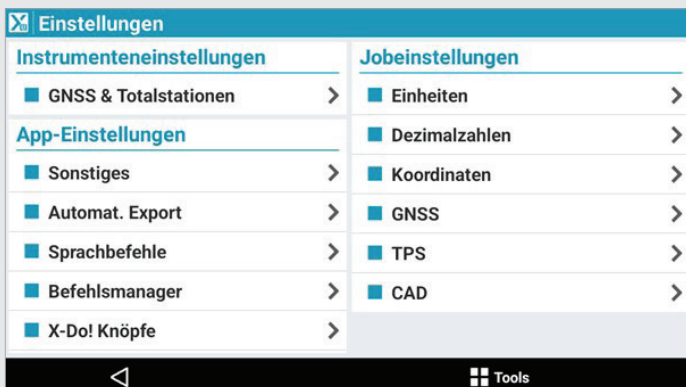 Einstellungen
Instrumenteneinstellungen
GNSS & Totalstationen
App-Einstellungen
Sonstiges
Automat. Export
Sprachbefehle
Befehlsmanager
X-Do! Knöpfe
Jobeinstellungen
Einheiten
Dezimalzahlen
Koordinaten
GNSS
TPS
CAD
Tools